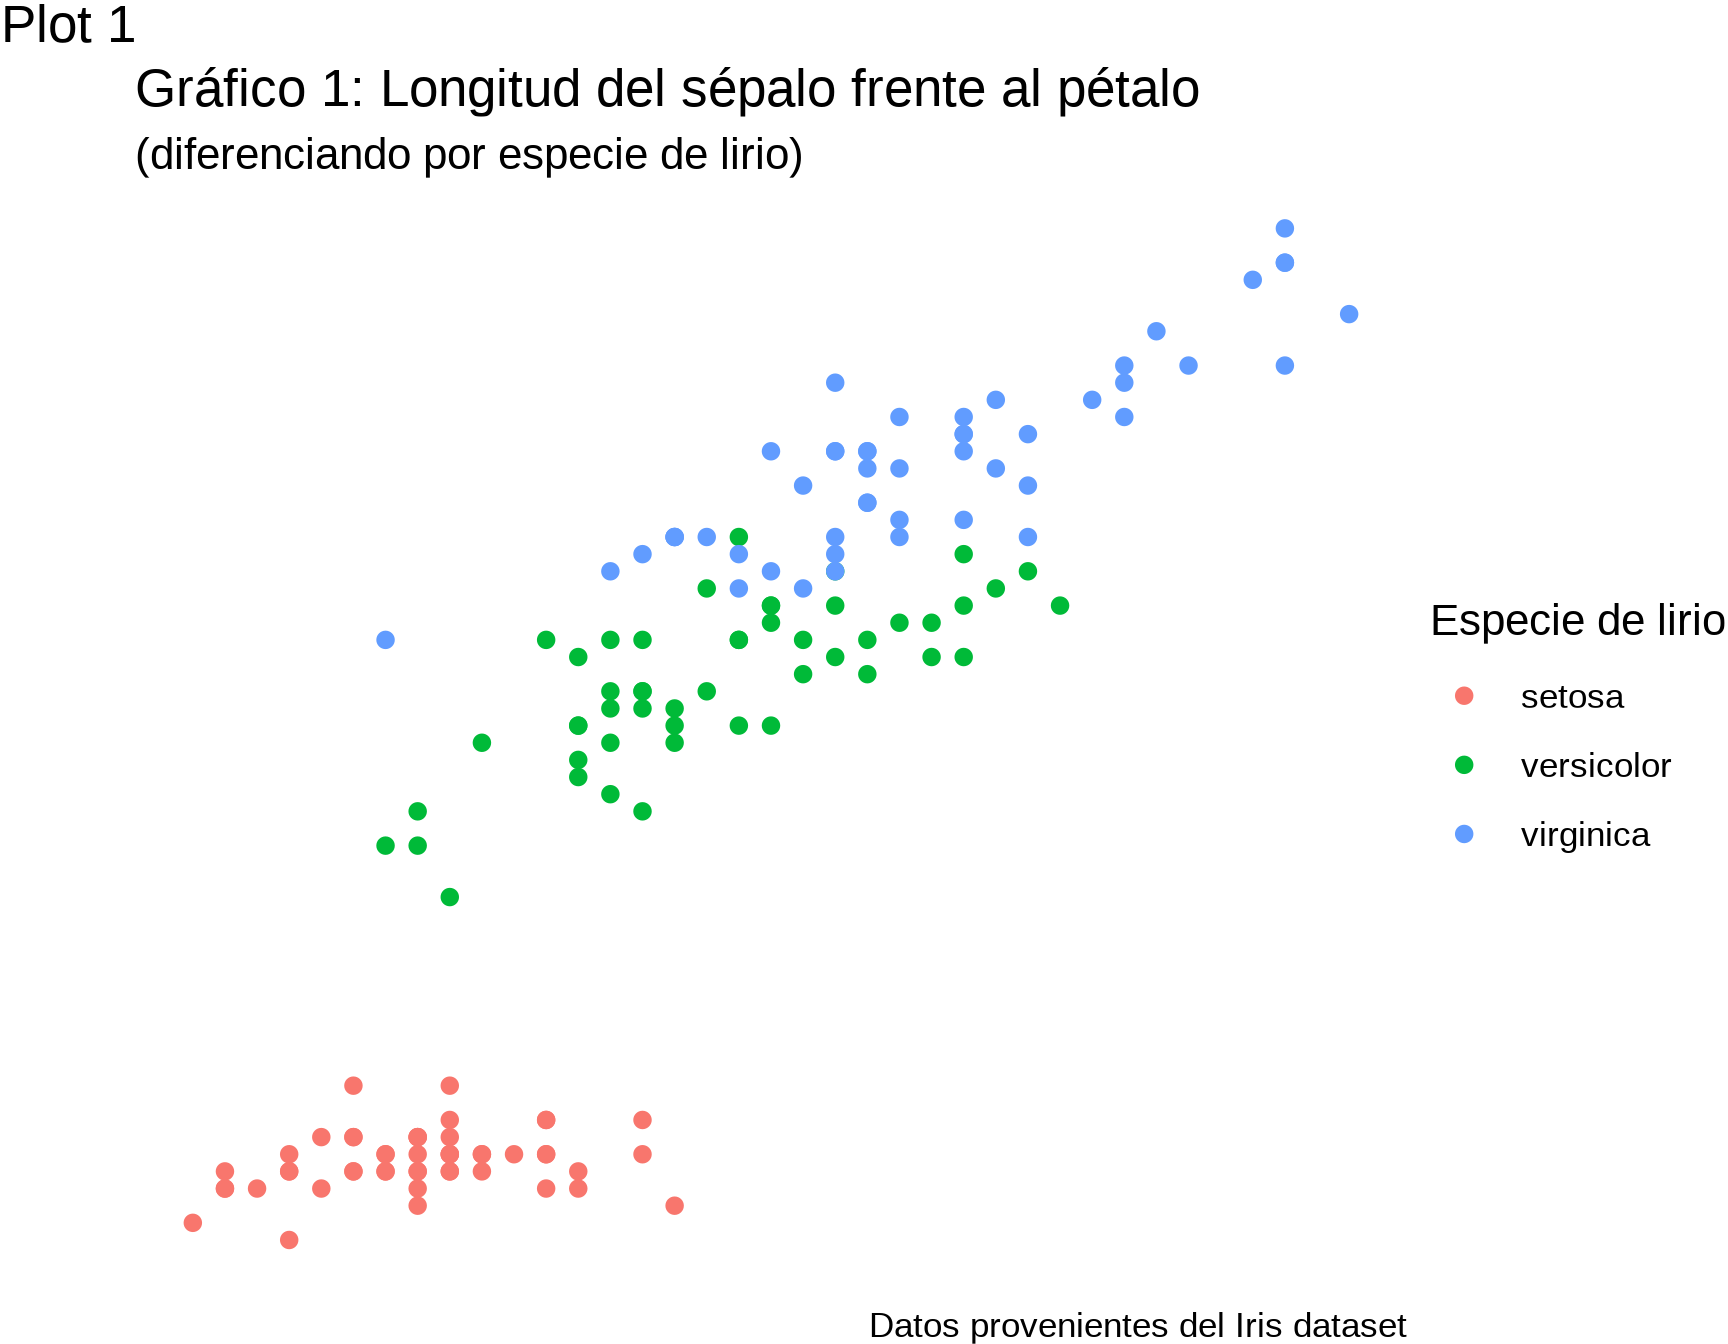 Plot 1
Gráfico 1: Longitud del sépalo frente al pétalo
(diferenciando por especie de lirio)
Especie de lirio
setosa
versicolor
virginica
Datos provenientes del Iris dataset